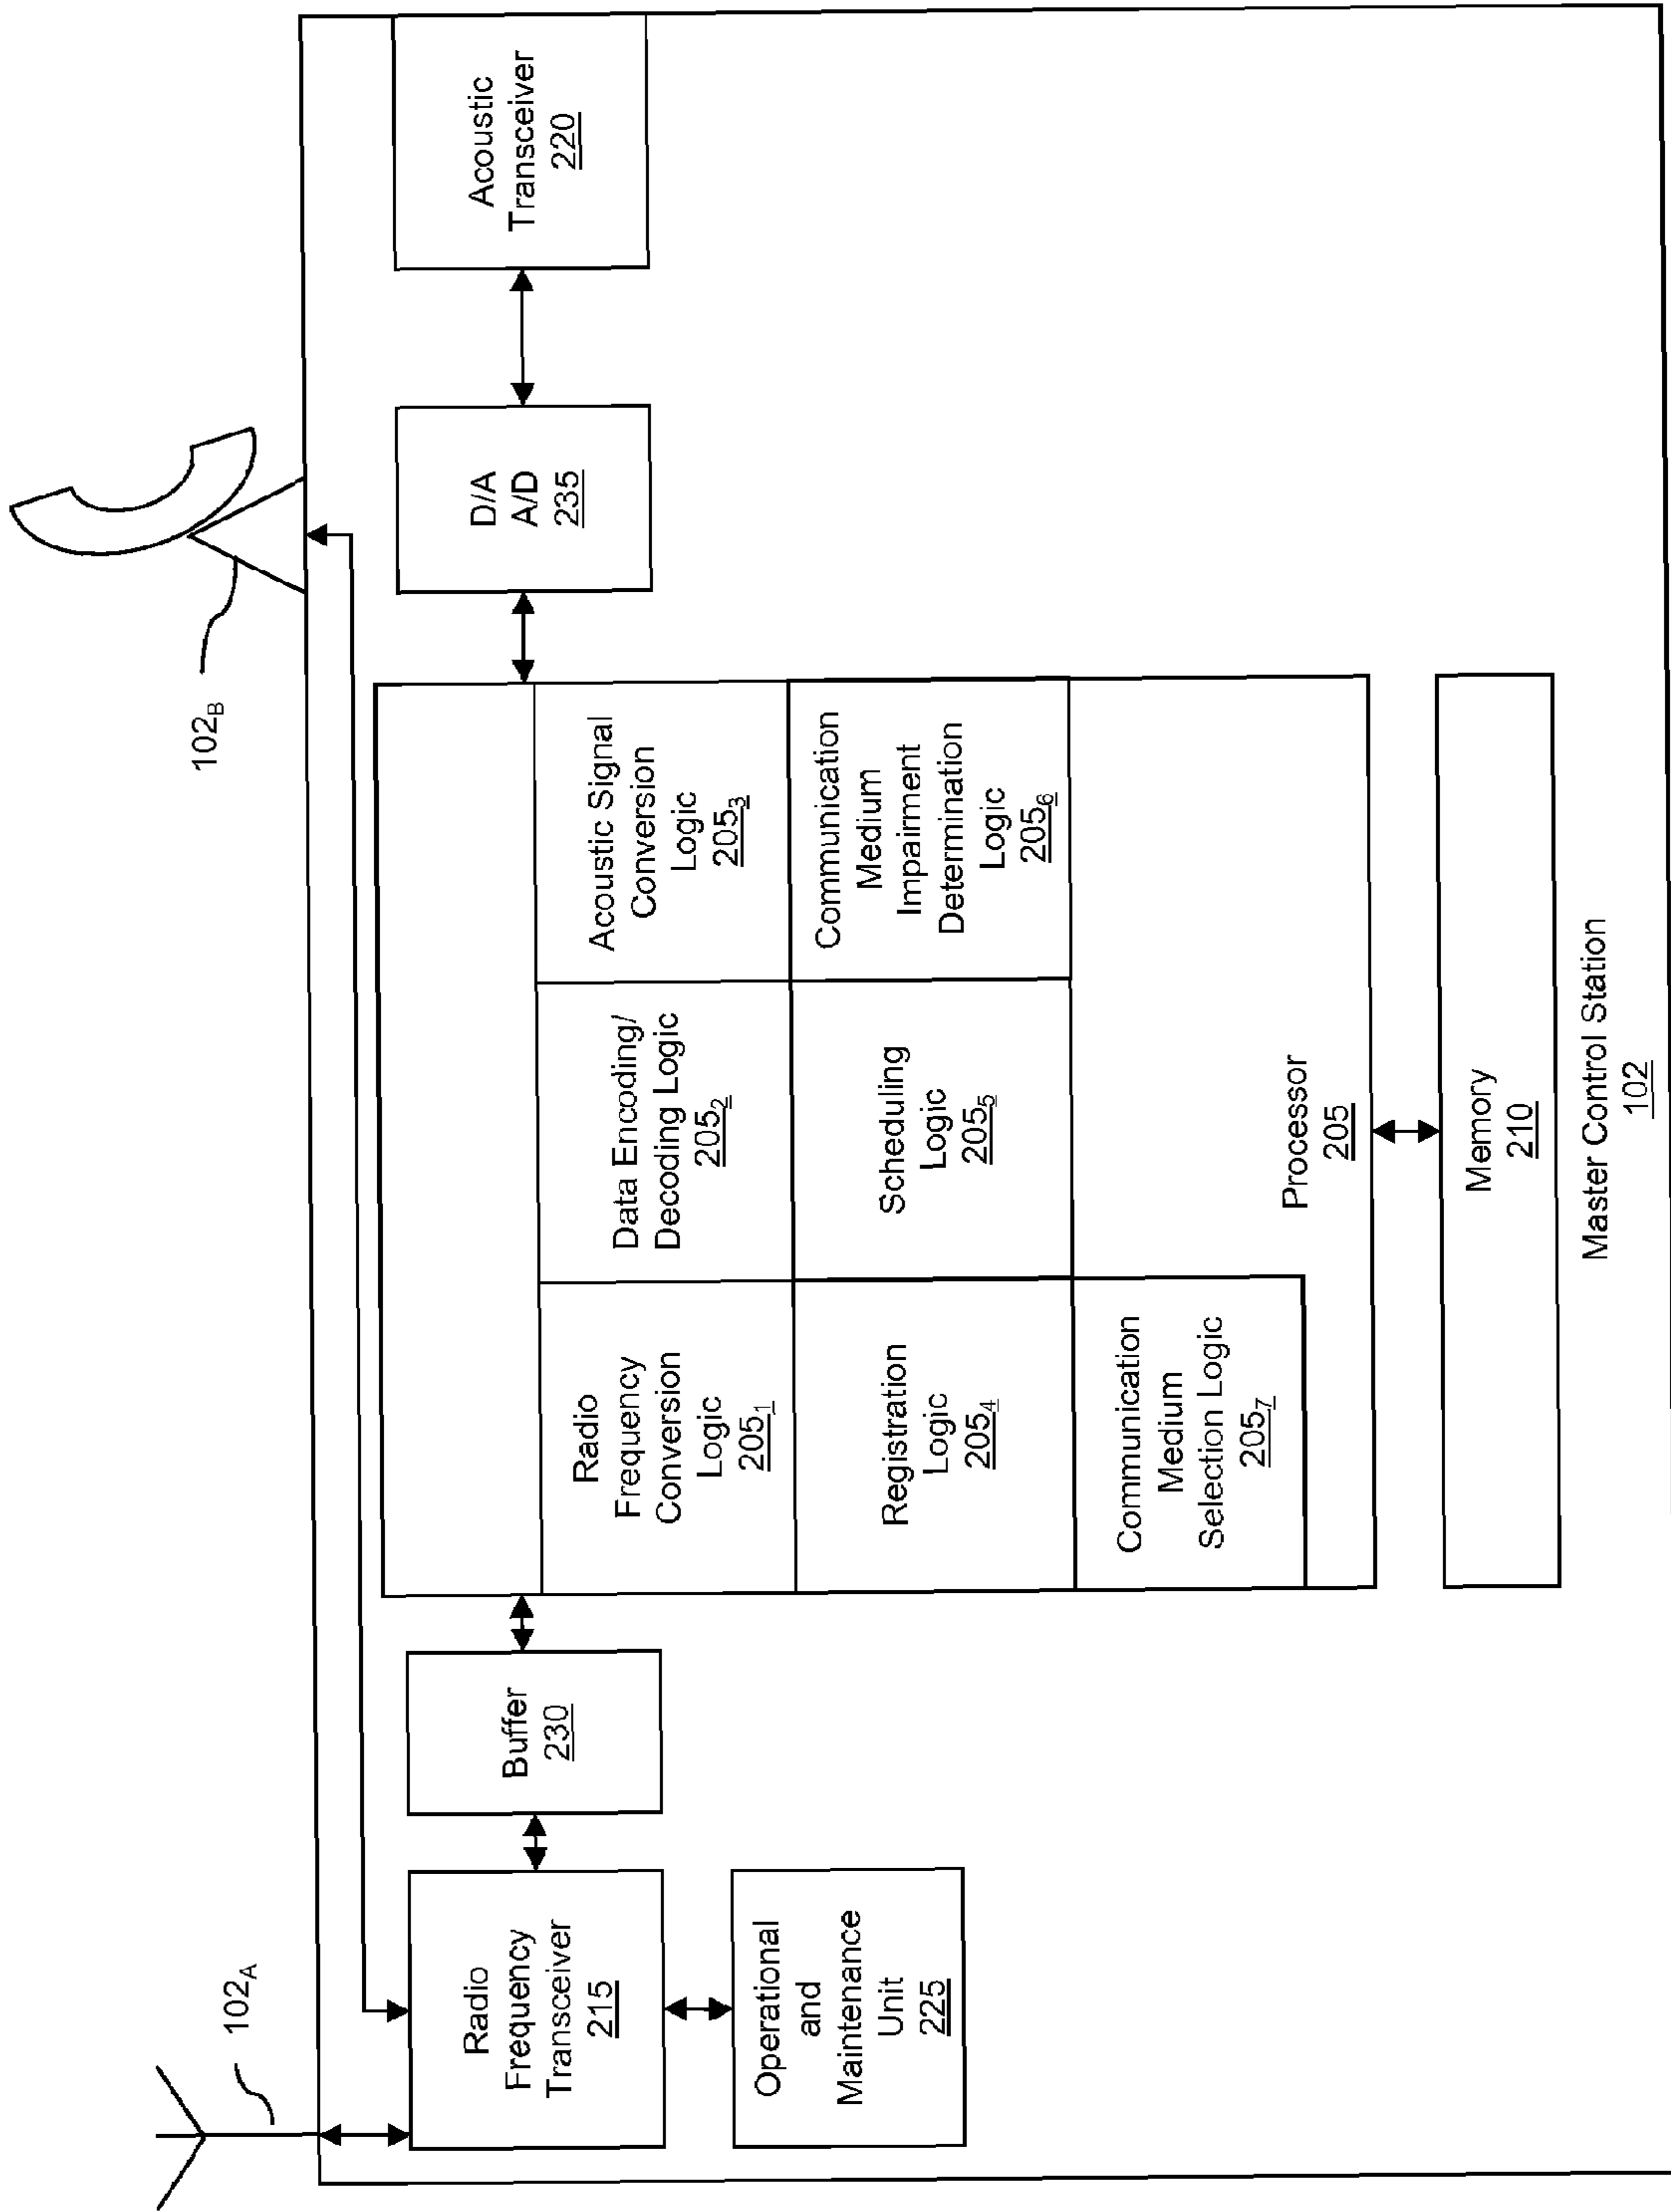 102A
102B
Radio
Frequency
Transceiver
215
Buffer
230
D/A
A/D
235
Acoustic
Transceiver
220
Operational
and
Maintenance
Unit
225
Radio
Frequency
Conversion
Logic
205₁
Data Encoding/
Decoding Logic
205₂
Acoustic Signal
Conversion
Logic
205₃
Registration
Logic
205₄
Scheduling
Logic
205₅
Communication
Medium
Impairment
Determination
Logic
205₆
Communication
Medium
Selection Logic
205₇
Processor
205
Memory
210
Master Control Station
102